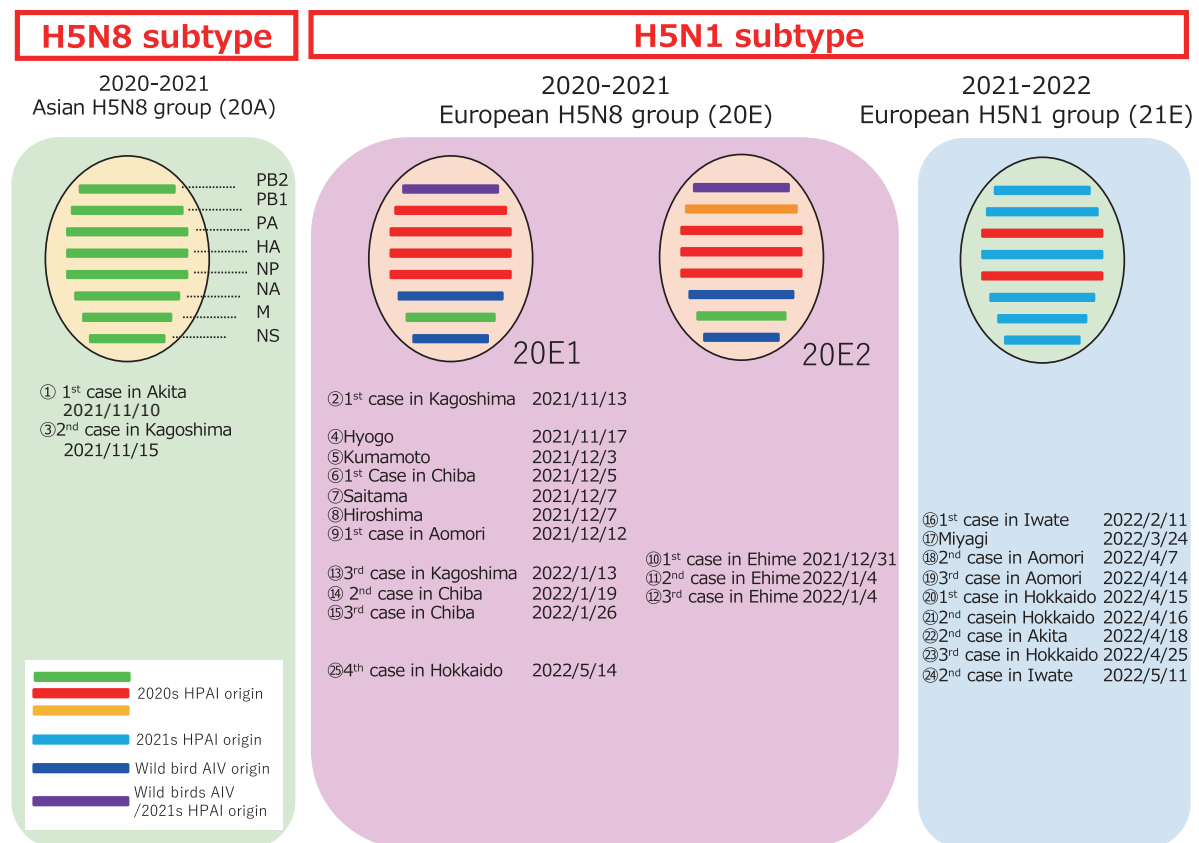 H5N8 subtype
H5N1 subtype
2020-2021
Asian H5N8 group (20A)
2020-2021
European H5N8 group (20E)
2021-2022
European H5N1 group (21E)
PB2
PB1
PA
HA
NP
NA
M
NS
20E1
20E2
① 1st case in Akita
2021/11/10
③2nd case in Kagoshima
2021/11/15
②1st case in Kagoshima 2021/11/13
④Hyogo 2021/11/17
⑤Kumamoto 2021/12/3
⑥1st Case in Chiba 2021/12/5
⑦Saitama 2021/12/7
⑧Hiroshima 2021/12/7
⑨1st case in Aomori 2021/12/12
⑬3rd case in Kagoshima 2022/1/13
⑭ 2nd case in Chiba 2022/1/19
⑮3rd case in Chiba 2022/1/26
㉕4th case in Hokkaido 2022/5/14
⑩1st case in Ehime 2021/12/31
⑪2nd case in Ehime 2022/1/4
⑫3rd case in Ehime 2022/1/4
⑯1st case in Iwate 2022/2/11
⑰Miyagi 2022/3/24
⑱2nd case in Aomori 2022/4/7
⑲3rd case in Aomori 2022/4/14
⑳1st case in Hokkaido 2022/4/15
㉑2nd casein Hokkaido 2022/4/16
㉒2nd case in Akita 2022/4/18
㉓3rd case in Hokkaido 2022/4/25
㉔2nd case in Iwate 2022/5/11
2020s HPAI origin
2021s HPAI origin
Wild bird AIV origin
Wild birds AIV
/2021s HPAI origin